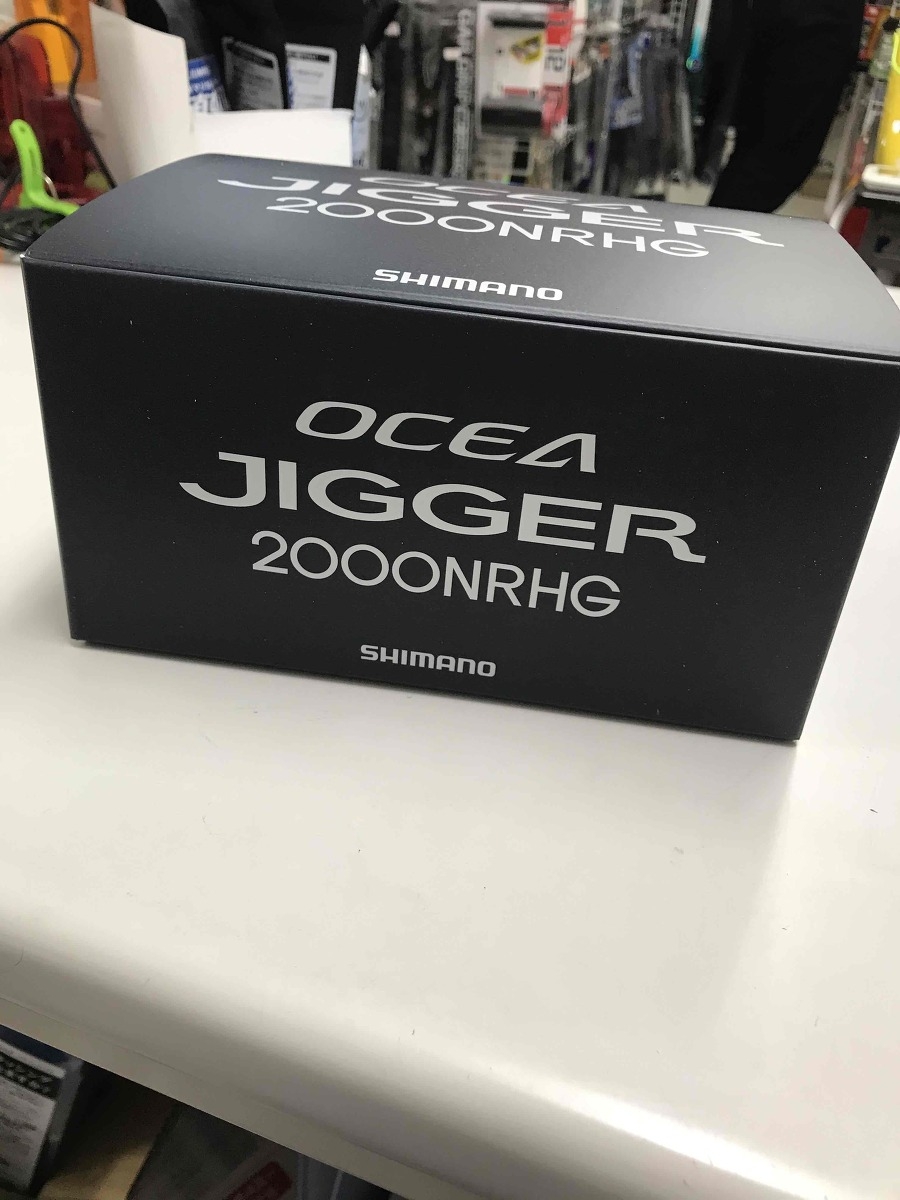 OCEA
JIGGER
2000NRHG
SHIMANO
OCEA
JIGGER
2000NRHG
SHIMANO